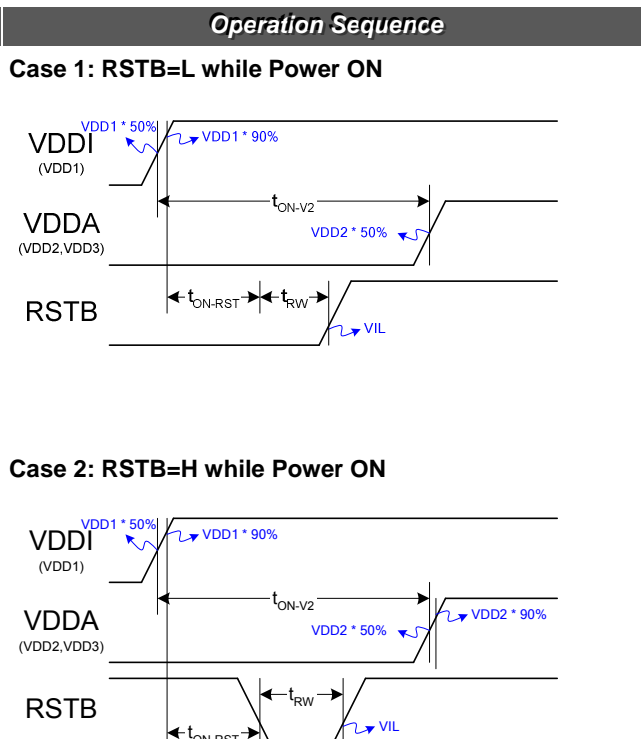 Operation Sequence
Case 1: RSTB=L while Power ON
VDD1 * 50%
VDD1 * 90%
VDDI
(VDD1)
tON-V2
VDDA
(VDD2,VDD3)
VDD2 * 50%
tON-RST
tRW
RSTB
VIL
Case 2: RSTB=H while Power ON
VDD1 * 50%
VDD1 * 90%
VDDI
(VDD1)
tON-V2
VDD2 * 90%
VDDA
(VDD2,VDD3)
VDD2 * 50%
RSTB
tRW
VIL
tON-RST